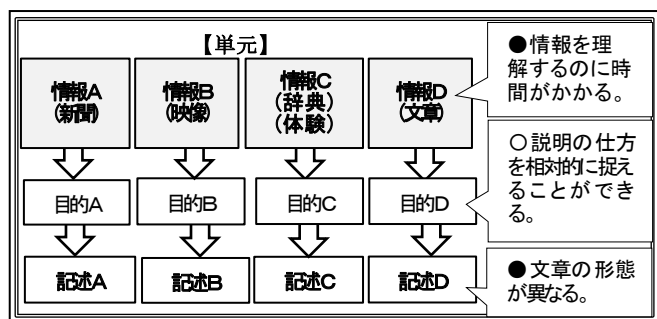 【単元】
情報A
(新聞)
情報B
(映像)
情報C
(辞典)
(体験)
情報D
(文章)
●情報を理
解するのに時
間がかかる。
目的A
目的B
目的C
目的D
○説明の仕方
を相対的に捉え
ることができ
る。
記述A
記述B
記述C
記述D
●文章の形態
が異なる。